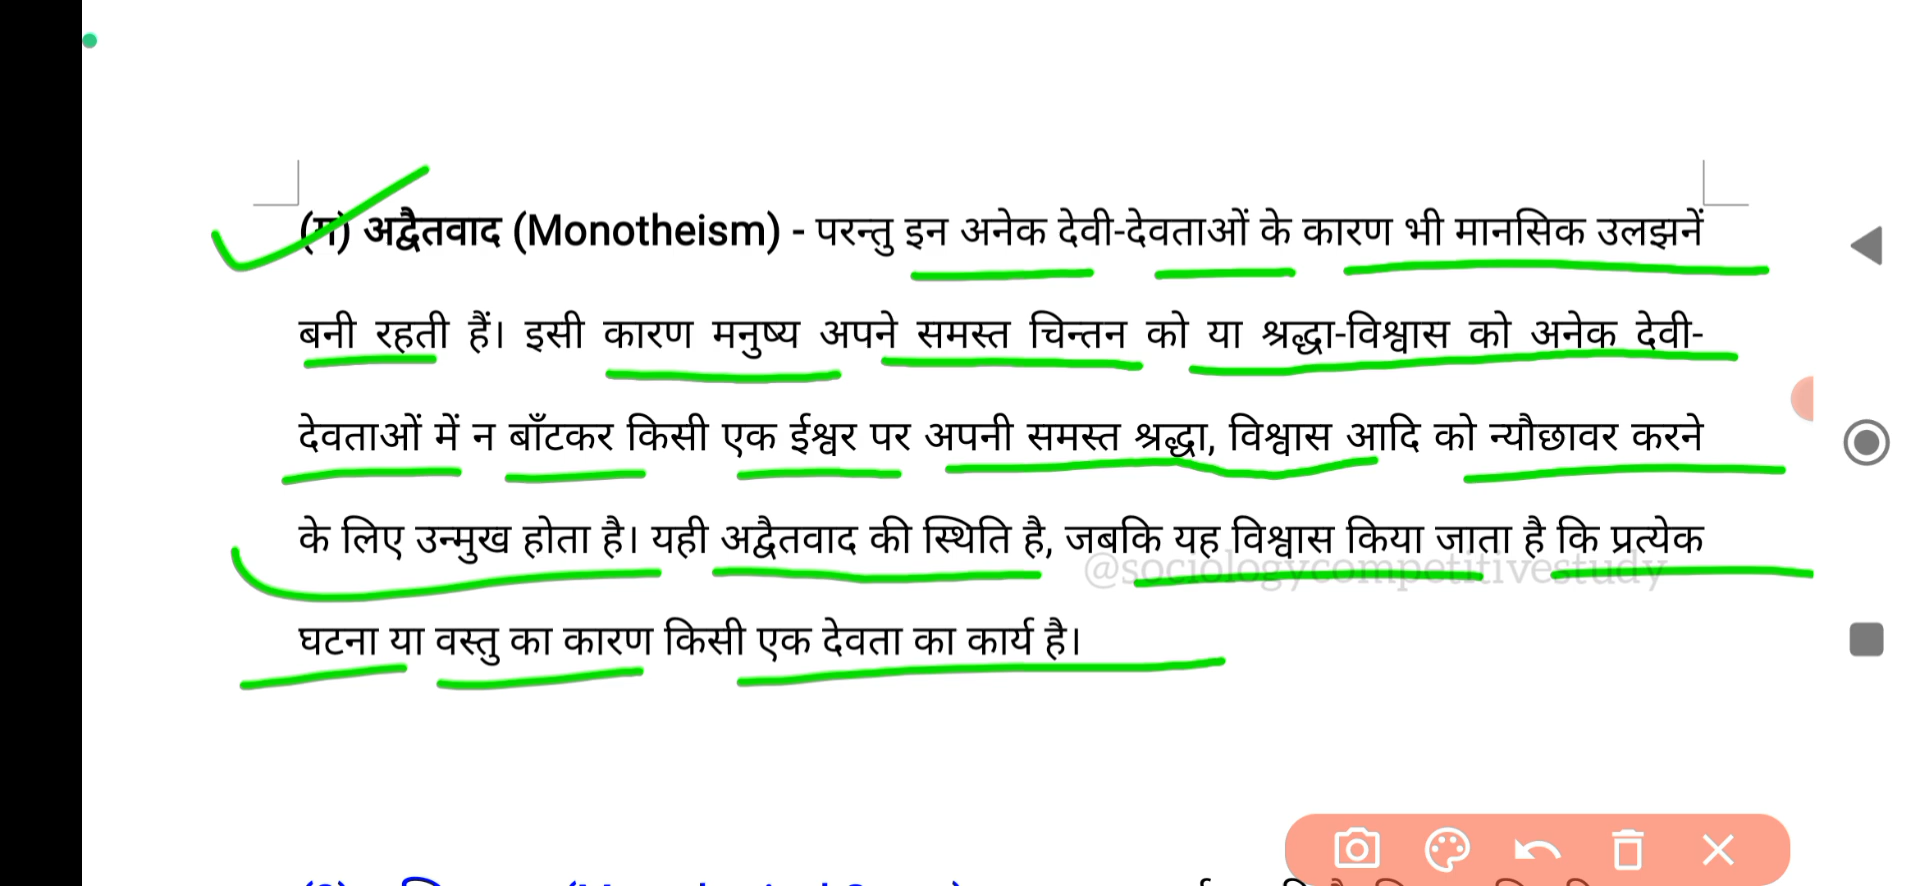 (ग) अद्वैतवाद (Monotheism) - परन्तु इन अनेक देवी-देवताओं के कारण भी मानसिक उलझनें
बनी रहती हैं। इसी कारण मनुष्य अपने समस्त चिन्तन को या श्रद्धा-विश्वास को अनेक देवी-
देवताओं में न बाँटकर किसी एक ईश्वर पर अपनी समस्त श्रद्धा, विश्वास आदि को न्यौछावर करने
के लिए उन्मुख होता है। यही अद्वैतवाद की स्थिति है, जबकि यह विश्वास किया जाता है कि प्रत्येक
@sociologycompetitivestudy
घटना या वस्तु का कारण किसी एक देवता का कार्य है।